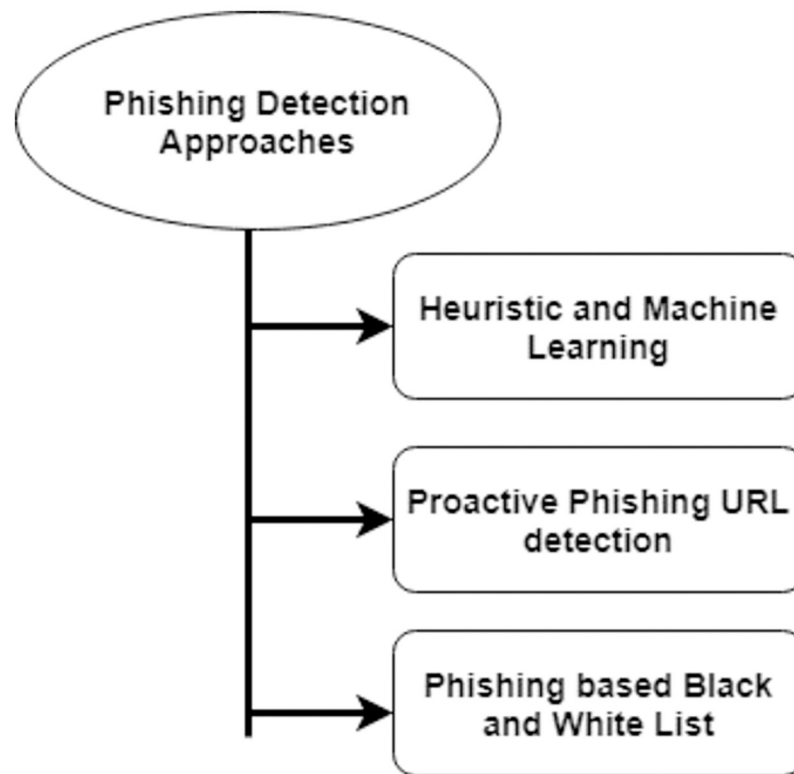 Phishing Detection
Approaches
Heuristic and Machine
Learning
Proactive Phishing URL
detection
Phishing based Black
and White List